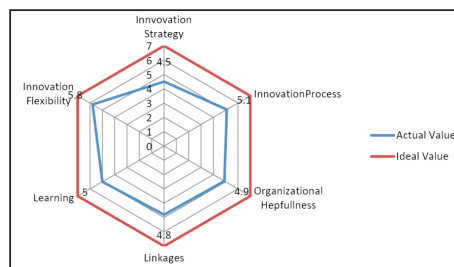 Innvovation
Strategy
7
4.5
6
5
4
3
2
1
0
InnovationProcess
5.1
Organizational
Hepfullness
4.9
Linkages
4.8
Learning
5
Innovation
Flexibility
5.8
Actual Value
Ideal Value